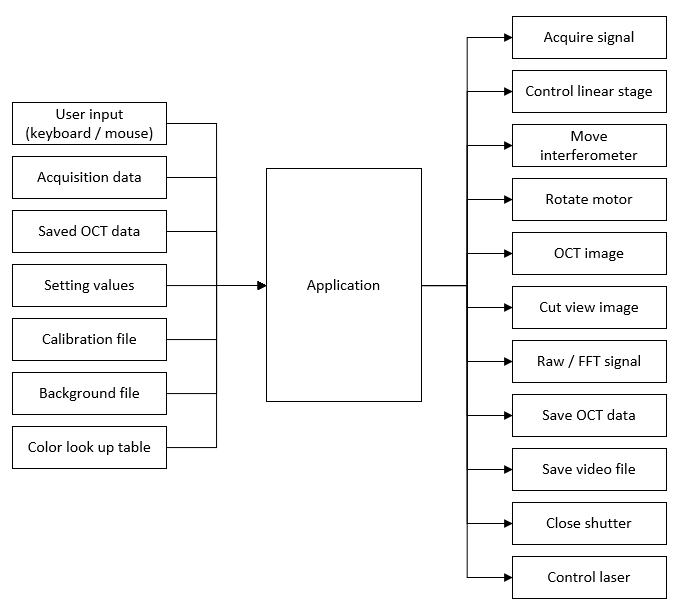 User input
(keyboard / mouse)
Acquisition data
Saved OCT data
Setting values
Calibration file
Background file
Color look up table
Application
Acquire signal
Control linear stage
Move
interferometer
Rotate motor
OCT image
Cut view image
Raw / FFT signal
Save OCT data
Save video file
Close shutter
Control laser